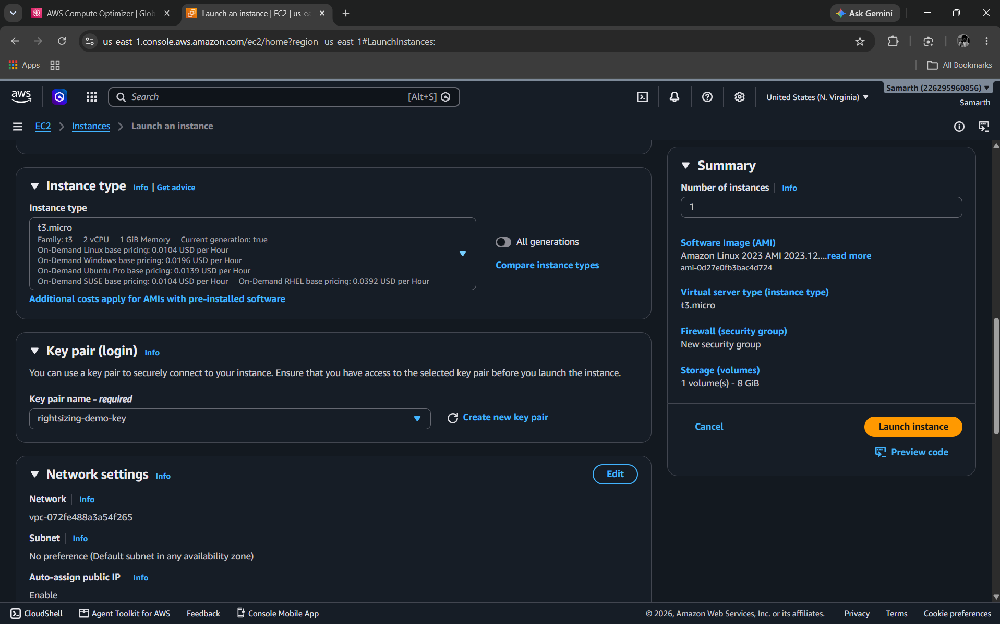 AWS Compute Optimizer | Glob
Launch an instance | EC2 | us-ea
Ask Gemini
us-east-1.console.aws.amazon.com/ec2/home?region=us-east-1#LaunchInstances:
Apps
All Bookmarks
aws
Search
[Alt+S]
United States (N. Virginia)
Samarth (226295960856)
Samarth
EC2
Instances
Launch an instance
Instance type
Info | Get advice
Instance type
t3.micro
Family: t3 2 vCPU 1 GiB Memory Current generation: true
On-Demand Linux base pricing: 0.0104 USD per Hour
On-Demand Windows base pricing: 0.0196 USD per Hour
On-Demand Ubuntu Pro base pricing: 0.0139 USD per Hour
On-Demand SUSE base pricing: 0.0104 USD per Hour On-Demand RHEL base pricing: 0.0392 USD per Hour
All generations
Compare instance types
Additional costs apply for AMIs with pre-installed software
Key pair (login)
Info
You can use a key pair to securely connect to your instance. Ensure that you have access to the selected key pair before you launch the instance.
Key pair name - required
rightsizing-demo-key
Create new key pair
Network settings
Info
Edit
Network
Info
vpc-072fe488a3a54f265
Subnet
Info
No preference (Default subnet in any availability zone)
Auto-assign public IP
Info
Enable
Summary
Number of instances
Info
1
Software Image (AMI)
Amazon Linux 2023 AMI 2023.12....read more
ami-0d27e0fb3bac4d724
Virtual server type (instance type)
t3.micro
Firewall (security group)
New security group
Storage (volumes)
1 volume(s) - 8 GiB
Cancel
Launch instance
Preview code
CloudShell
Agent Toolkit for AWS
Feedback
Console Mobile App
© 2026, Amazon Web Services, Inc. or its affiliates.
Privacy
Terms
Cookie preferences